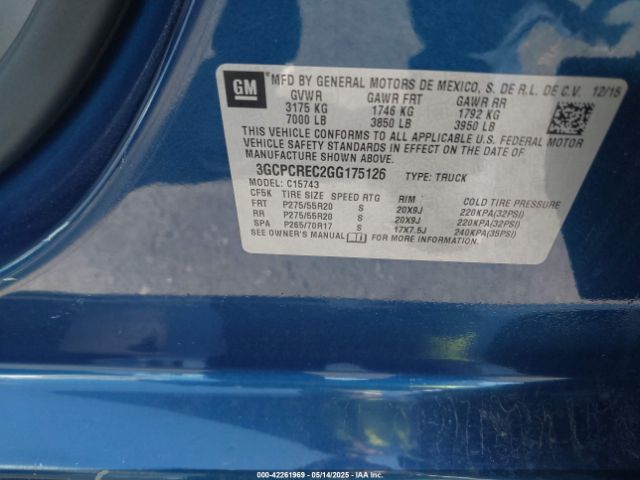 GM
MFD BY GENERAL MOTORS DE MEXICO, S. DE R.L. DE C.V. 12/15
GVWR GAWR FRT GAWR RR
3175 KG 1746 KG 1792 KG
7000 LB 3850 LB 3950 LB
THIS VEHICLE CONFORMS TO ALL APPLICABLE U.S. FEDERAL MOTOR
VEHICLE SAFETY STANDARDS IN EFFECT ON THE DATE OF
MANUFACTURE SHOWN ABOVE.
3GCPCREC2GG175126 TYPE: TRUCK
MODEL: C15743
CF5K TIRE SIZE SPEED RTG RIM COLD TIRE PRESSURE
FRT P275/55R20 S 20X9J 220KPA(32PSI)
RR P275/55R20 S 20X9J 220KPA(32PSI)
SPA P265/70R17 S 17X7.5J 240KPA(35PSI)
SEE OWNER'S MANUAL FOR MORE INFORMATION.
000-42261969 - 05/14/2025 - IAA Inc.